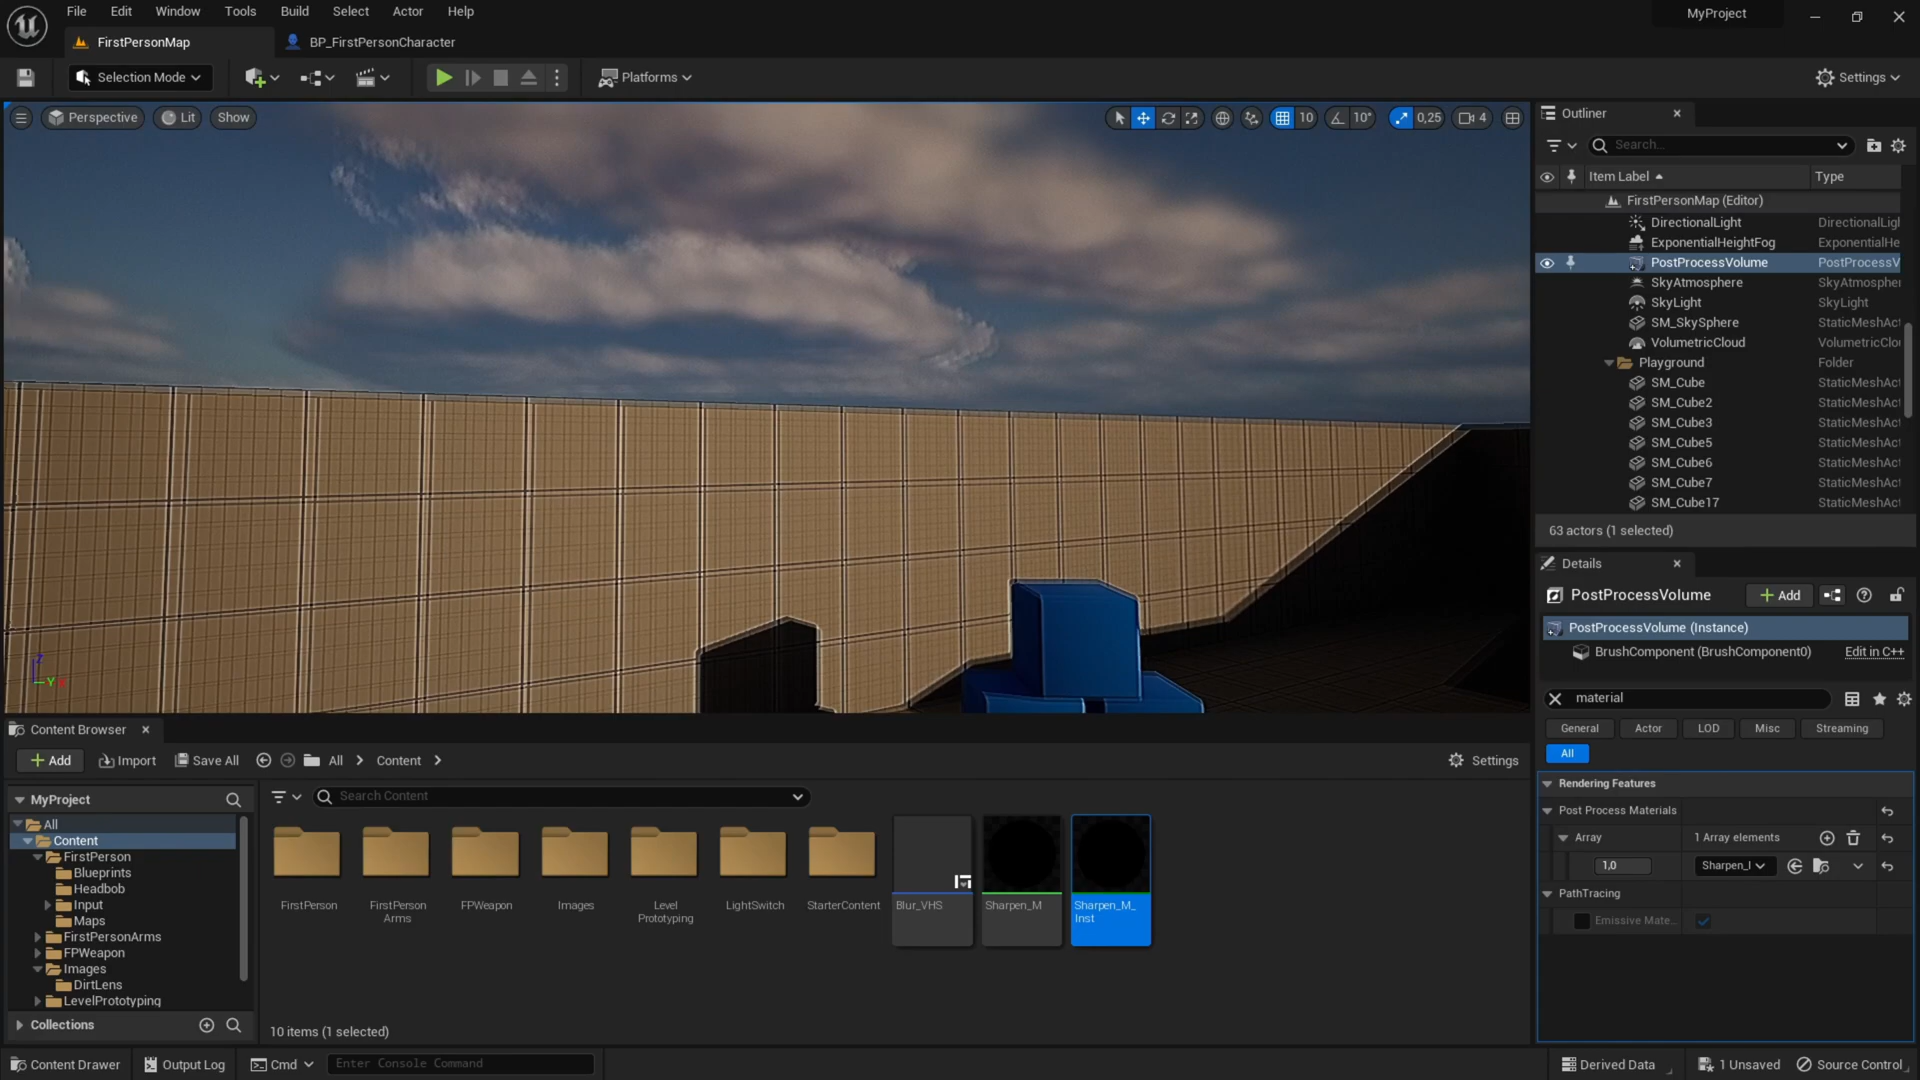 File Edit Window Tools Build Select Actor Help
MyProject
FirstPersonMap
BP_FirstPersonCharacter
Selection Mode
Platforms
Settings
Perspective
Lit
Show
10
10°
0,25
4
Outliner
Search...
Item Label
Type
FirstPersonMap (Editor)
DirectionalLight DirectionalLigh
ExponentialHeightFog ExponentialHe
PostProcessVolume PostProcessV
SkyAtmosphere SkyAtmospher
SkyLight SkyLight
SM_SkySphere StaticMeshAct
VolumetricCloud VolumetricClou
Playground Folder
SM_Cube StaticMeshAct
SM_Cube2 StaticMeshAct
SM_Cube3 StaticMeshAct
SM_Cube5 StaticMeshAct
SM_Cube6 StaticMeshAct
SM_Cube7 StaticMeshAct
SM_Cube17 StaticMeshAct
63 actors (1 selected)
Details
PostProcessVolume
Add
PostProcessVolume (Instance)
BrushComponent (BrushComponent0)
Edit in C++
material
General
Actor
LOD
Misc
Streaming
All
Rendering Features
Post Process Materials
Array
1 Array elements
1,0
Sharpen_I
PathTracing
Emissive Mate...
Z
Y
Content Browser
Add
Import
Save All
All
Content
Settings
MyProject
All
Content
FirstPerson
Blueprints
Headbob
Input
Maps
FirstPersonArms
FPWeapon
Images
DirtLens
LevelPrototyping
Collections
Search Content
FirstPerson
FirstPerson
Arms
FPWeapon
Images
Level
Prototyping
LightSwitch
StarterContent
Blur_VHS
Sharpen_M
Sharpen_M_
Inst
10 items (1 selected)
Content Drawer
Output Log
Cmd
Enter Console Command
Derived Data
1 Unsaved
Source Control